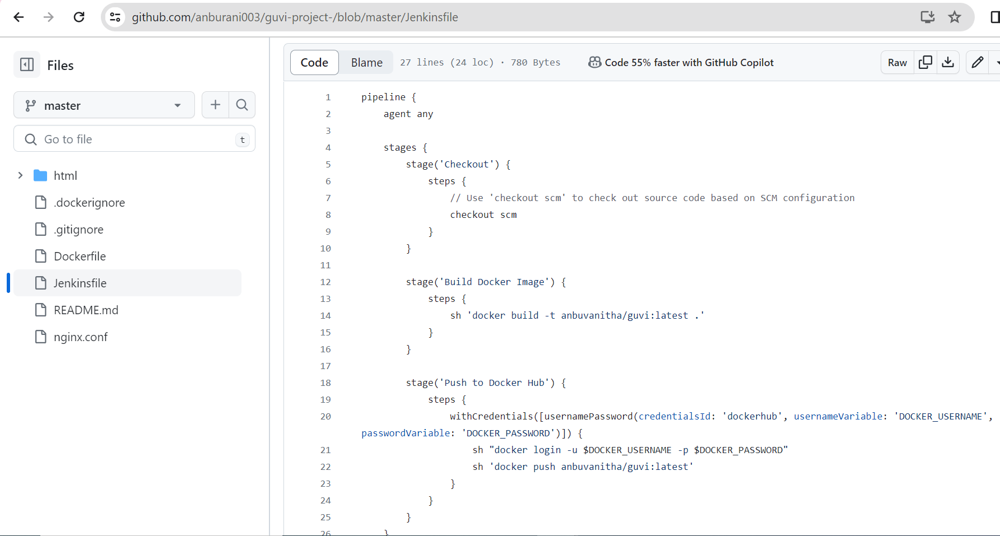 github.com/anburani003/guvi-project-/blob/master/Jenkinsfile
Files
master
Go to file
t
html
.dockerignore
.gitignore
Dockerfile
Jenkinsfile
README.md
nginx.conf
Code Blame 27 lines (24 loc) · 780 Bytes Code 55% faster with GitHub Copilot Raw
1 pipeline {
2     agent any
3
4     stages {
5         stage('Checkout') {
6             steps {
7                 // Use 'checkout scm' to check out source code based on SCM configuration
8                 checkout scm
9             }
10         }
11
12         stage('Build Docker Image') {
13             steps {
14                 sh 'docker build -t anbuvanitha/guvi:latest .'
15             }
16         }
17
18         stage('Push to Docker Hub') {
19             steps {
20                 withCredentials([usernamePassword(credentialsId: 'dockerhub', usernameVariable: 'DOCKER_USERNAME',
passwordVariable: 'DOCKER_PASSWORD')]) {
21                     sh "docker login -u $DOCKER_USERNAME -p $DOCKER_PASSWORD"
22                     sh 'docker push anbuvanitha/guvi:latest'
23                 }
24             }
25         }
26     }